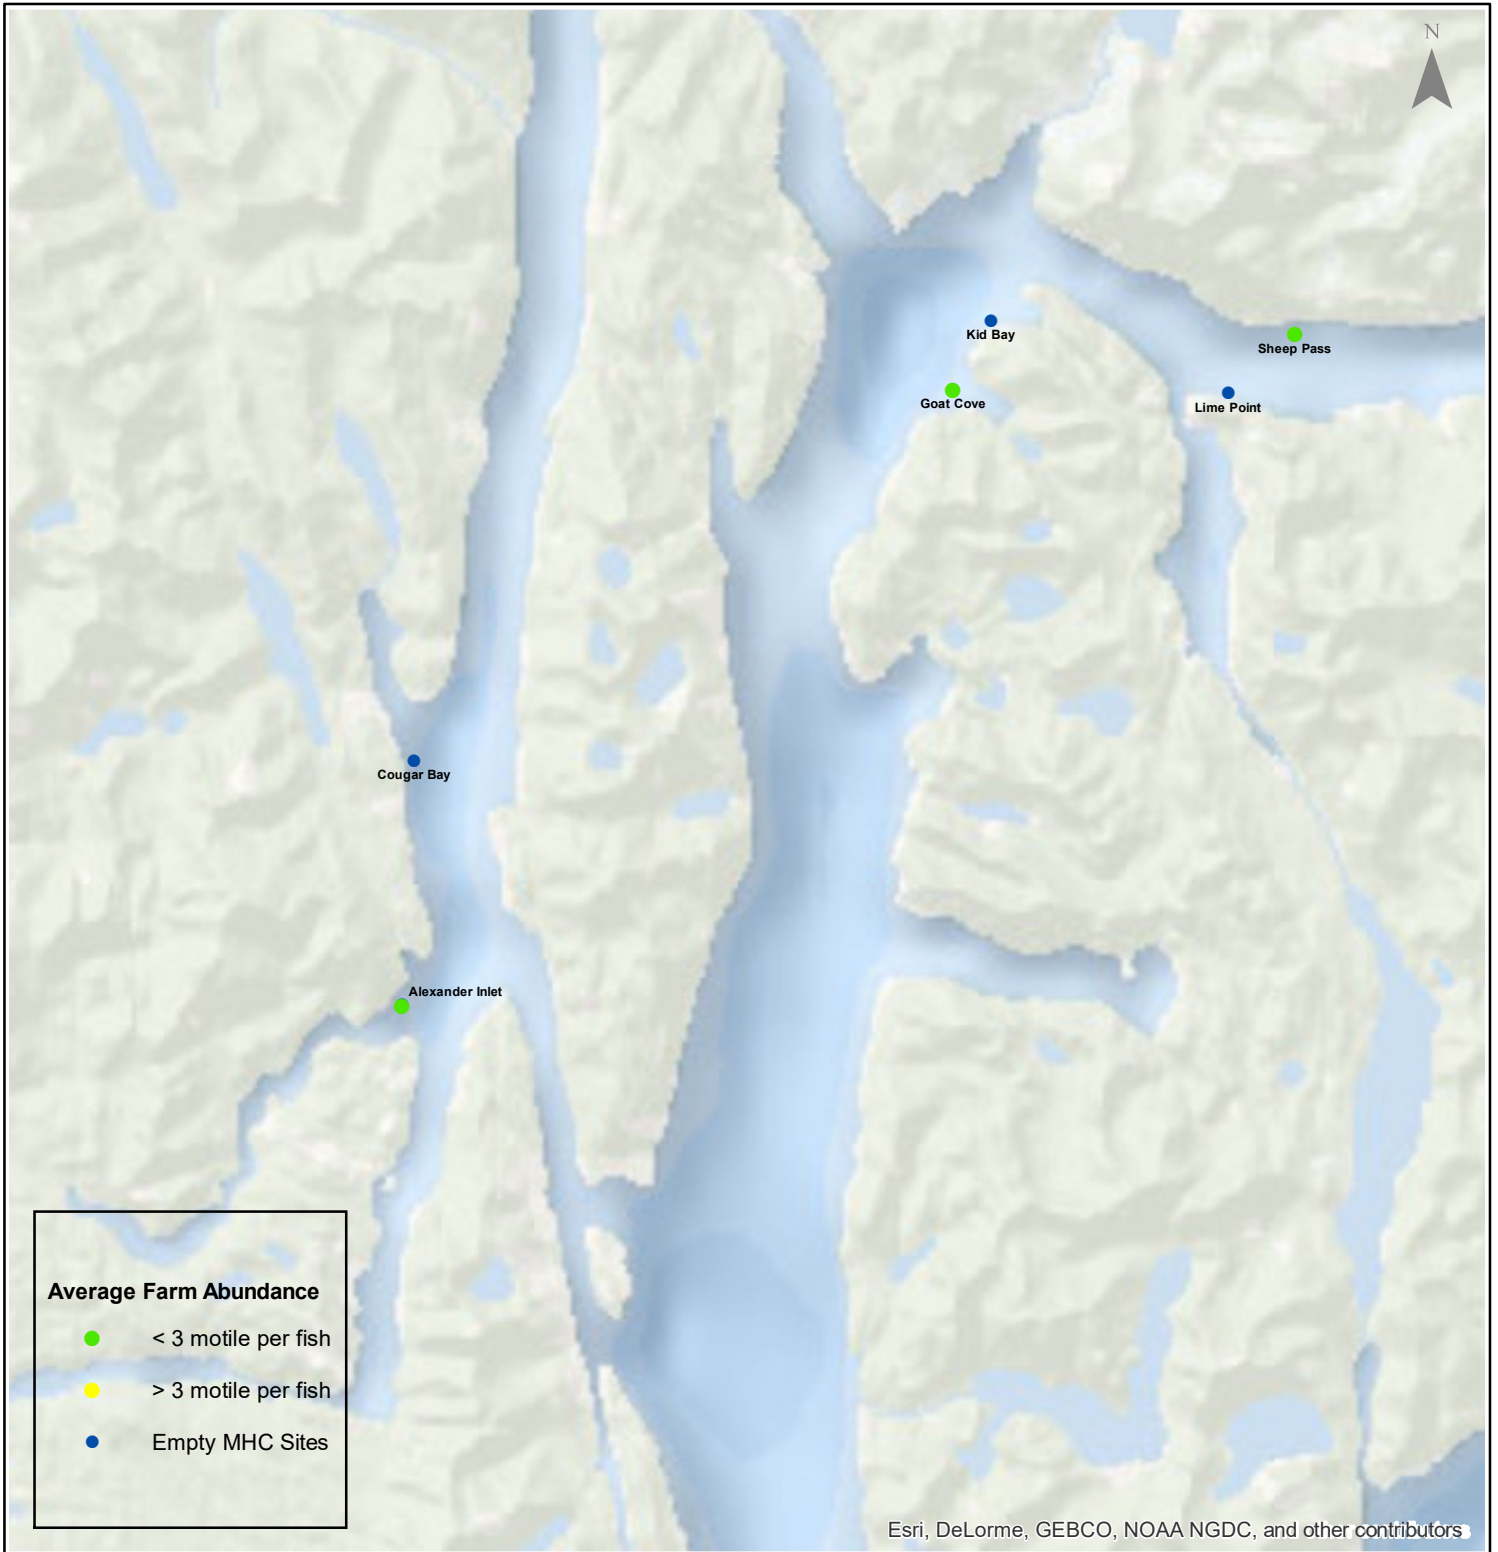 N
Kid Bay
Sheep Pass
Goat Cove
Lime Point
Cougar Bay
Alexander Inlet
Average Farm Abundance
< 3 motile per fish
> 3 motile per fish
Empty MHC Sites
Esri, DeLorme, GEBCO, NOAA NGDC, and other contributors